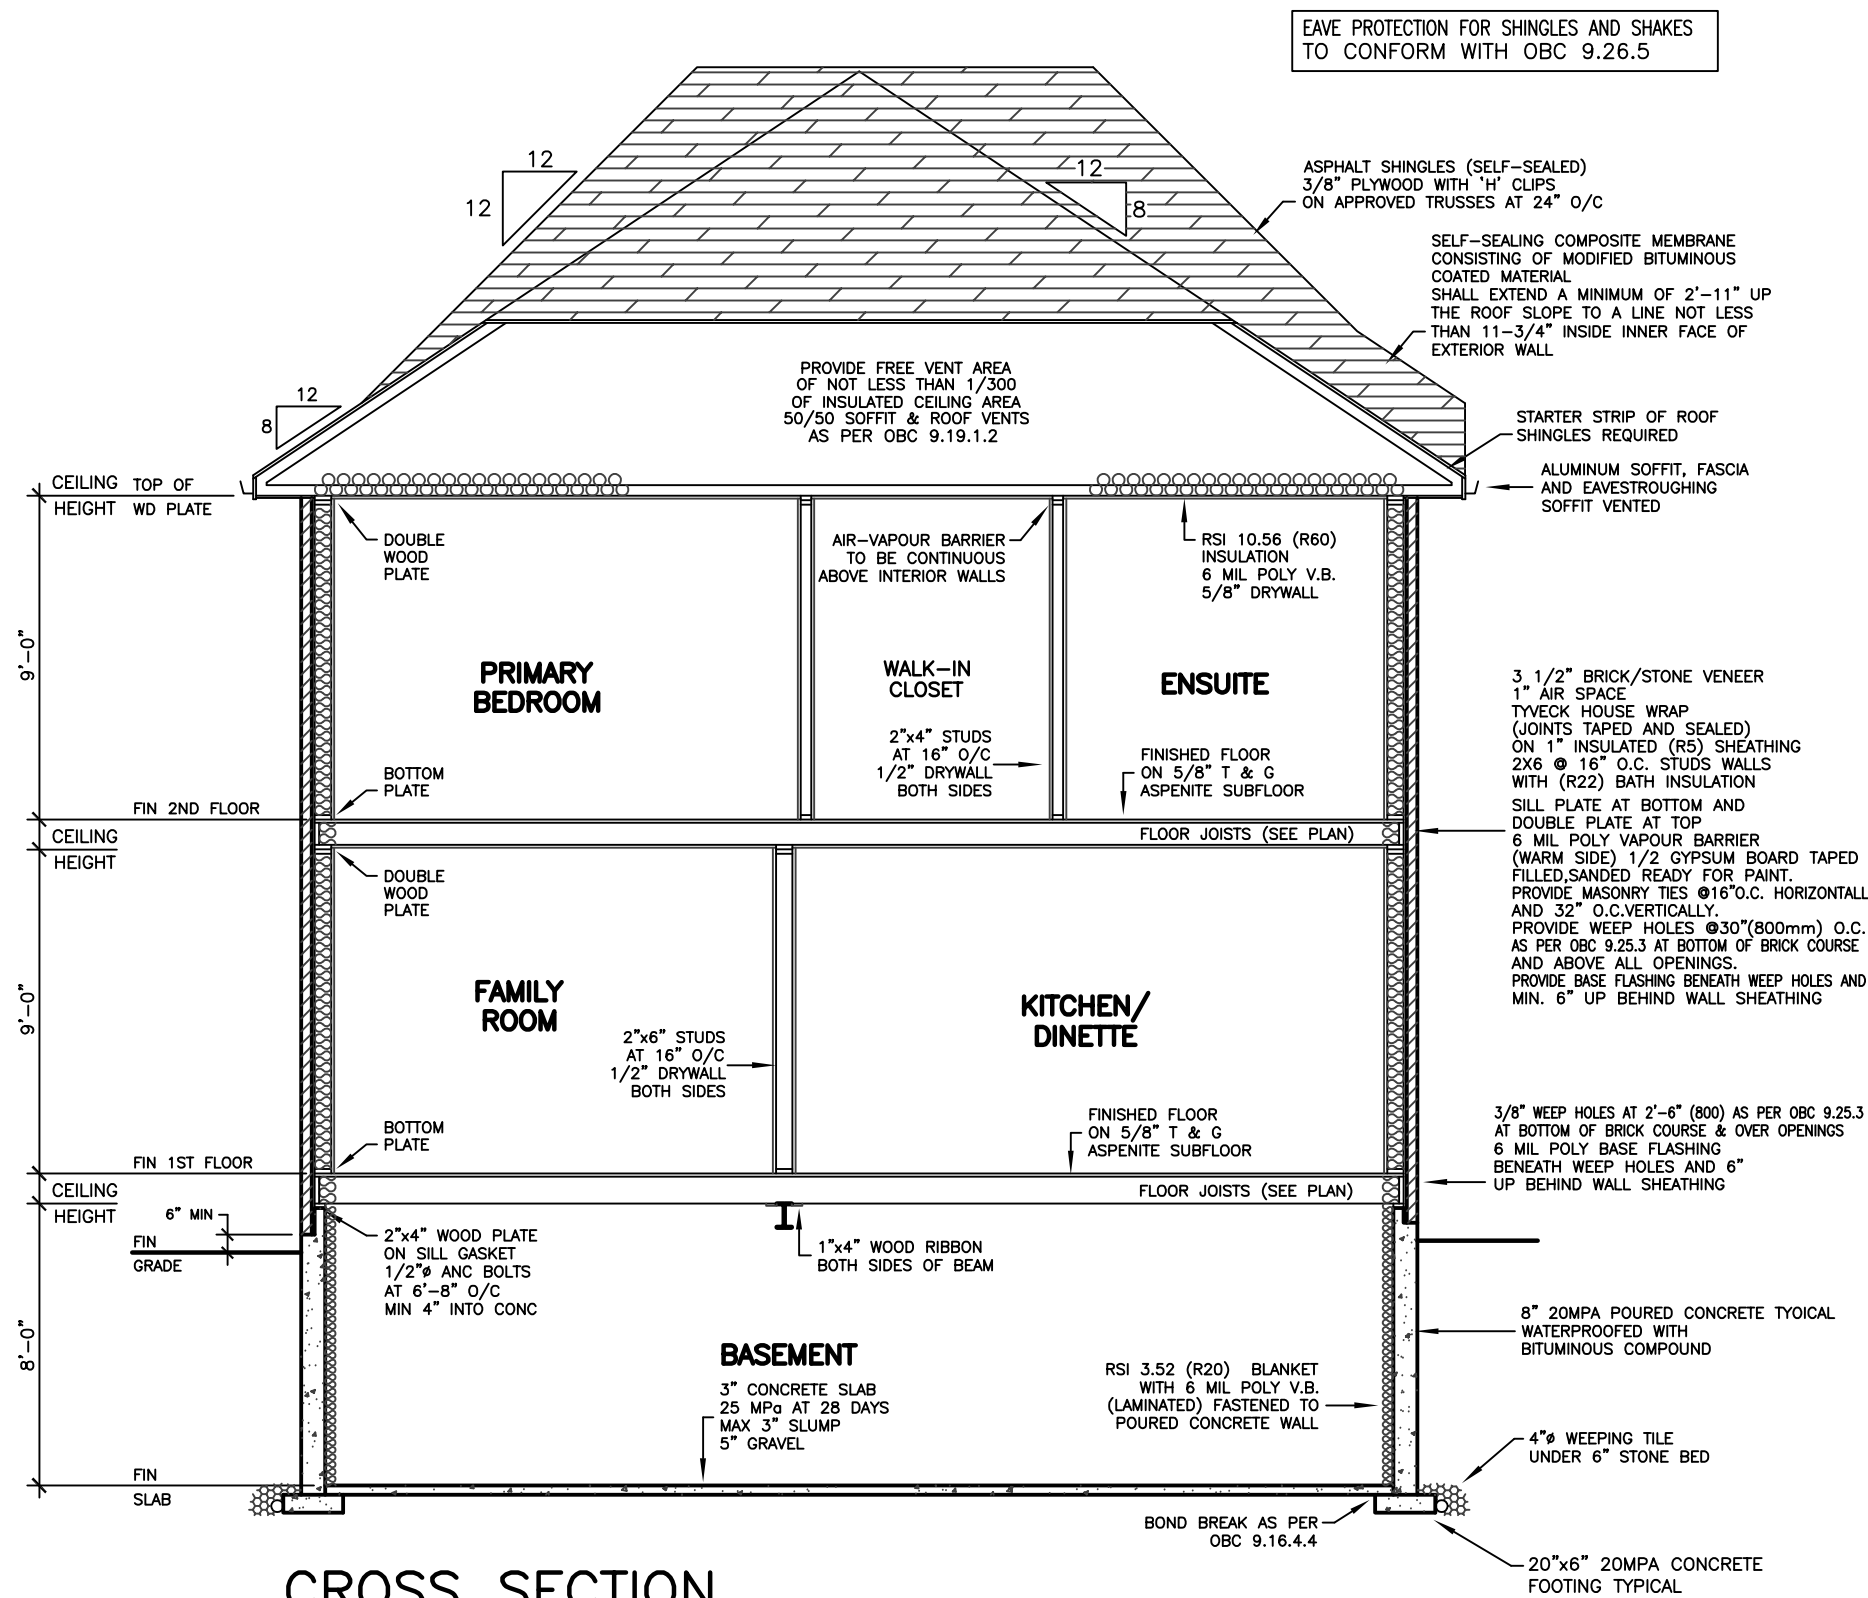 EAVE PROTECTION FOR SHINGLES AND SHAKES
TO CONFORM WITH OBC 9.26.5
12
12
12
8
ASPHALT SHINGLES (SELF-SEALED)
3/8" PLYWOOD WITH 'H' CLIPS
ON APPROVED TRUSSES AT 24" O/C
SELF-SEALING COMPOSITE MEMBRANE
CONSISTING OF MODIFIED BITUMINOUS
COATED MATERIAL
SHALL EXTEND A MINIMUM OF 2'-11" UP
THE ROOF SLOPE TO A LINE NOT LESS
THAN 11-3/4" INSIDE INNER FACE OF
EXTERIOR WALL
PROVIDE FREE VENT AREA
OF NOT LESS THAN 1/300
OF INSULATED CEILING AREA
50/50 SOFFIT & ROOF VENTS
AS PER OBC 9.19.1.2
12
8
STARTER STRIP OF ROOF
SHINGLES REQUIRED
ALUMINUM SOFFIT, FASCIA
AND EAVESTROUGHING
SOFFIT VENTED
CEILING
HEIGHT
TOP OF
WD PLATE
DOUBLE
WOOD
PLATE
AIR-VAPOUR BARRIER
TO BE CONTINUOUS
ABOVE INTERIOR WALLS
RSI 10.56 (R60)
INSULATION
6 MIL POLY V.B.
5/8" DRYWALL
9'-0"
PRIMARY
BEDROOM
WALK-IN
CLOSET
ENSUITE
2"x4" STUDS
AT 16" O/C
1/2" DRYWALL
BOTH SIDES
FINISHED FLOOR
ON 5/8" T & G
ASPENITE SUBFLOOR
BOTTOM
PLATE
3 1/2" BRICK/STONE VENEER
1" AIR SPACE
TYVECK HOUSE WRAP
(JOINTS TAPED AND SEALED)
ON 1" INSULATED (R5) SHEATHING
2X6 @ 16" O.C. STUDS WALLS
WITH (R22) BATH INSULATION
SILL PLATE AT BOTTOM AND
DOUBLE PLATE AT TOP
6 MIL POLY VAPOUR BARRIER
(WARM SIDE) 1/2 GYPSUM BOARD TAPED
FILLED,SANDED READY FOR PAINT.
PROVIDE MASONRY TIES @16"O.C. HORIZONTALL
AND 32" O.C.VERTICALLY.
PROVIDE WEEP HOLES @30"(800mm) O.C.
AS PER OBC 9.25.3 AT BOTTOM OF BRICK COURSE
AND ABOVE ALL OPENINGS.
PROVIDE BASE FLASHING BENEATH WEEP HOLES AND
MIN. 6" UP BEHIND WALL SHEATHING
FIN 2ND FLOOR
FLOOR JOISTS (SEE PLAN)
CEILING
HEIGHT
DOUBLE
WOOD
PLATE
9'-0"
FAMILY
ROOM
KITCHEN/
DINETTE
2"x6" STUDS
AT 16" O/C
1/2" DRYWALL
BOTH SIDES
FINISHED FLOOR
ON 5/8" T & G
ASPENITE SUBFLOOR
BOTTOM
PLATE
3/8" WEEP HOLES AT 2'-6" (800) AS PER OBC 9.25.3
AT BOTTOM OF BRICK COURSE & OVER OPENINGS
6 MIL POLY BASE FLASHING
BENEATH WEEP HOLES AND 6"
UP BEHIND WALL SHEATHING
FIN 1ST FLOOR
FLOOR JOISTS (SEE PLAN)
CEILING
HEIGHT
6" MIN
FIN
GRADE
2"x4" WOOD PLATE
ON SILL GASKET
1/2"ø ANC BOLTS
AT 6'-8" O/C
MIN 4" INTO CONC
1"x4" WOOD RIBBON
BOTH SIDES OF BEAM
8'-0"
8" 20MPA POURED CONCRETE TYOICAL
WATERPROOFED WITH
BITUMINOUS COMPOUND
BASEMENT
3" CONCRETE SLAB
25 MPa AT 28 DAYS
MAX 3" SLUMP
5" GRAVEL
RSI 3.52 (R20) BLANKET
WITH 6 MIL POLY V.B.
(LAMINATED) FASTENED TO
POURED CONCRETE WALL
4"ø WEEPING TILE
UNDER 6" STONE BED
FIN
SLAB
BOND BREAK AS PER
OBC 9.16.4.4
20"x6" 20MPA CONCRETE
FOOTING TYPICAL
CROSS SECTION